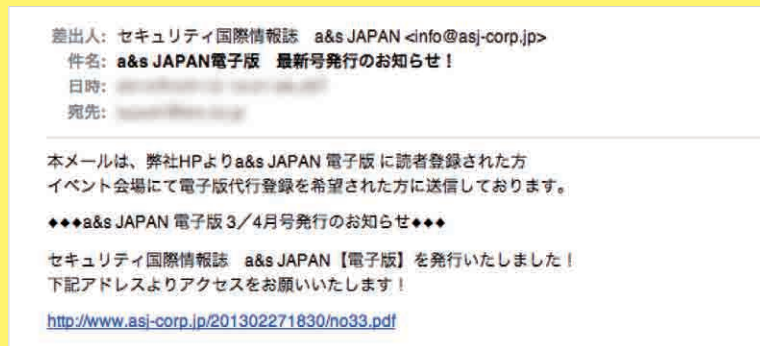 差出人: セキュリティ国際情報誌 a&s JAPAN <info@asj-corp.jp>
件名: a&s JAPAN電子版 最新号発行のお知らせ！
日時:
宛先:
本メールは、弊社HPよりa&s JAPAN 電子版 に読者登録された方
イベント会場にて電子版代行登録を希望された方に送信しております。
◆◆◆a&s JAPAN 電子版 3／4月号発行のお知らせ◆◆◆
セキュリティ国際情報誌 a&s JAPAN【電子版】を発行いたしました！
下記アドレスよりアクセスをお願いいたします！
http://www.asj-corp.jp/201302271830/no33.pdf